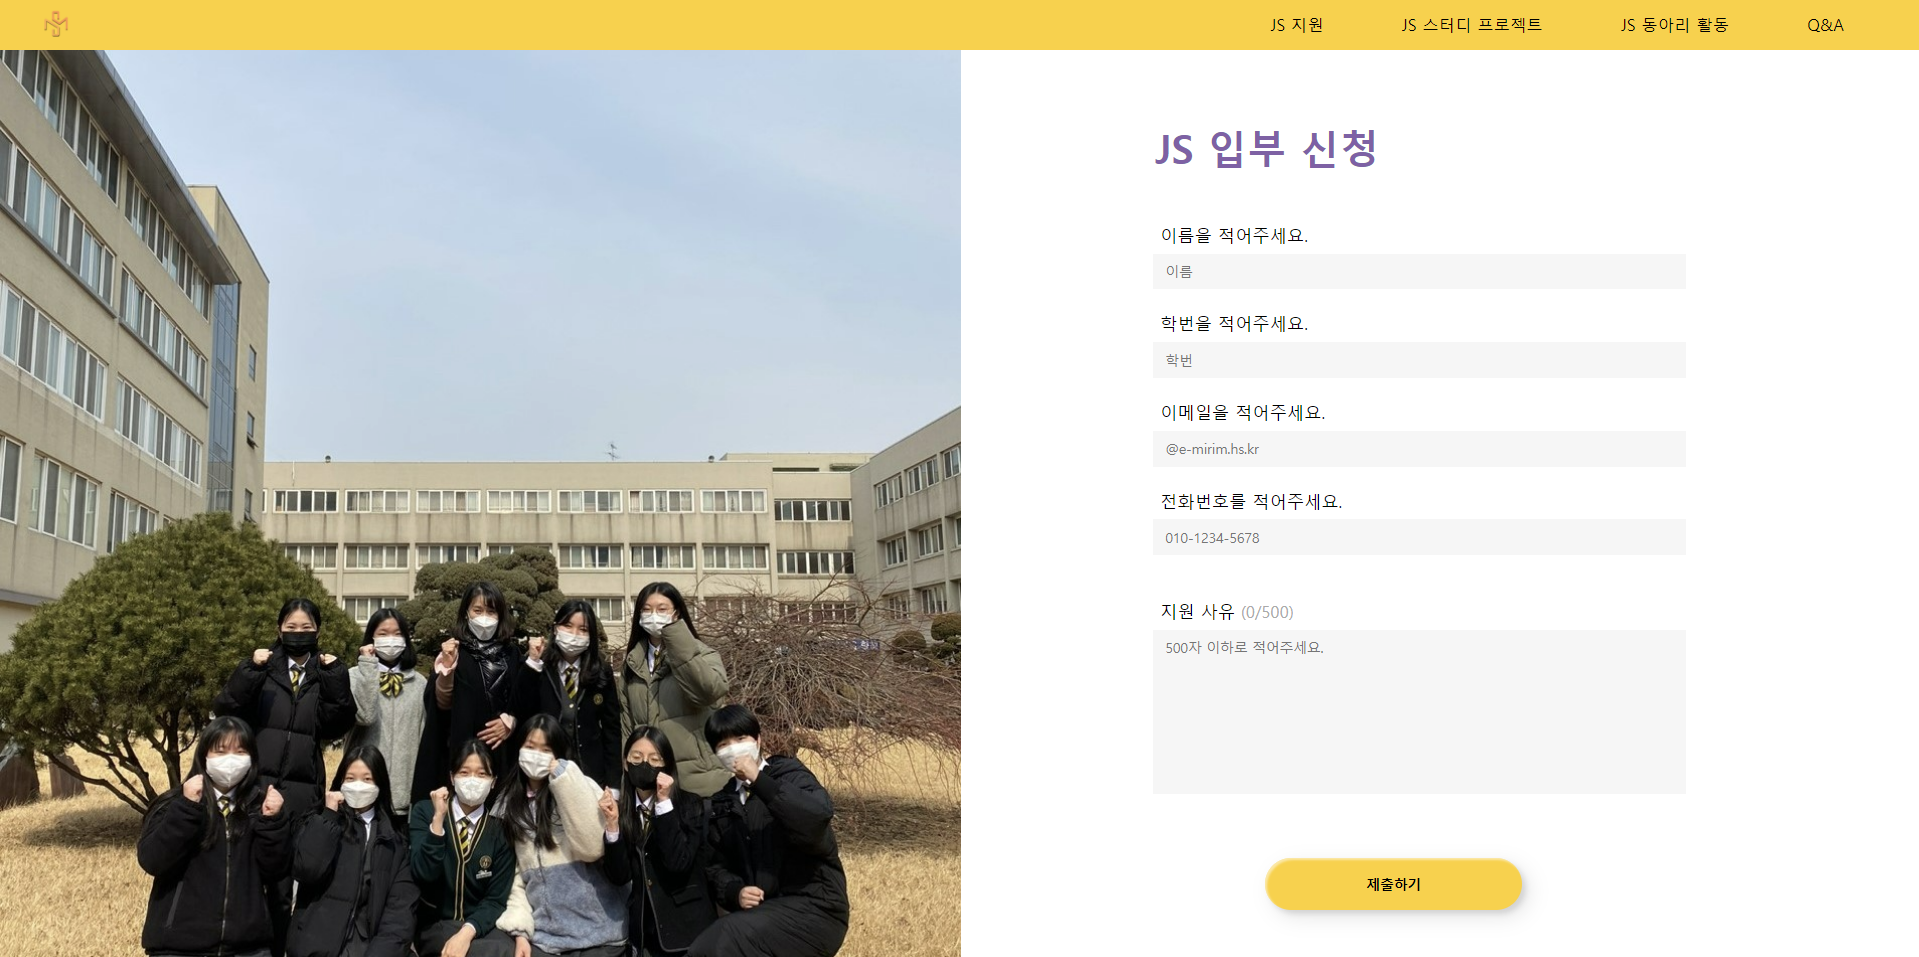 JS 지원
JS 스터디 프로젝트
JS 동아리 활동
Q&A
JS 입부 신청
이름을 적어주세요.
이름
학번을 적어주세요.
학번
이메일을 적어주세요.
@e-mirim.hs.kr
전화번호를 적어주세요.
010-1234-5678
지원 사유 (0/500)
500자 이하로 적어주세요.
제출하기